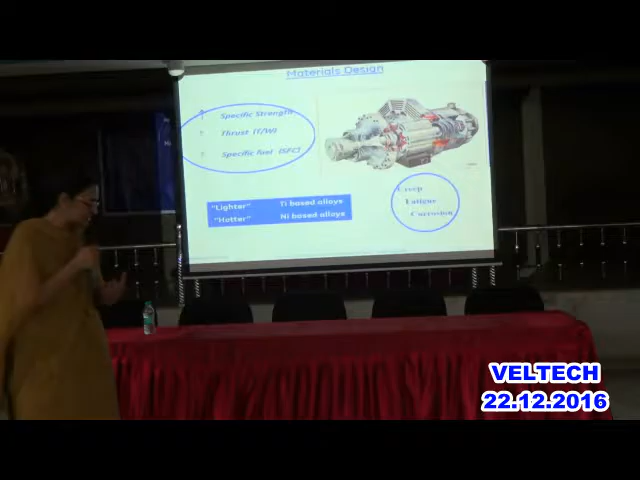 Materials Design
Specific Strength
Thrust (T/W)
Specific fuel (SFC)
"Lighter" Ti based alloys
"Hotter" Ni based alloys
Creep
Fatigue
Corrosion
VELTECH
22.12.2016